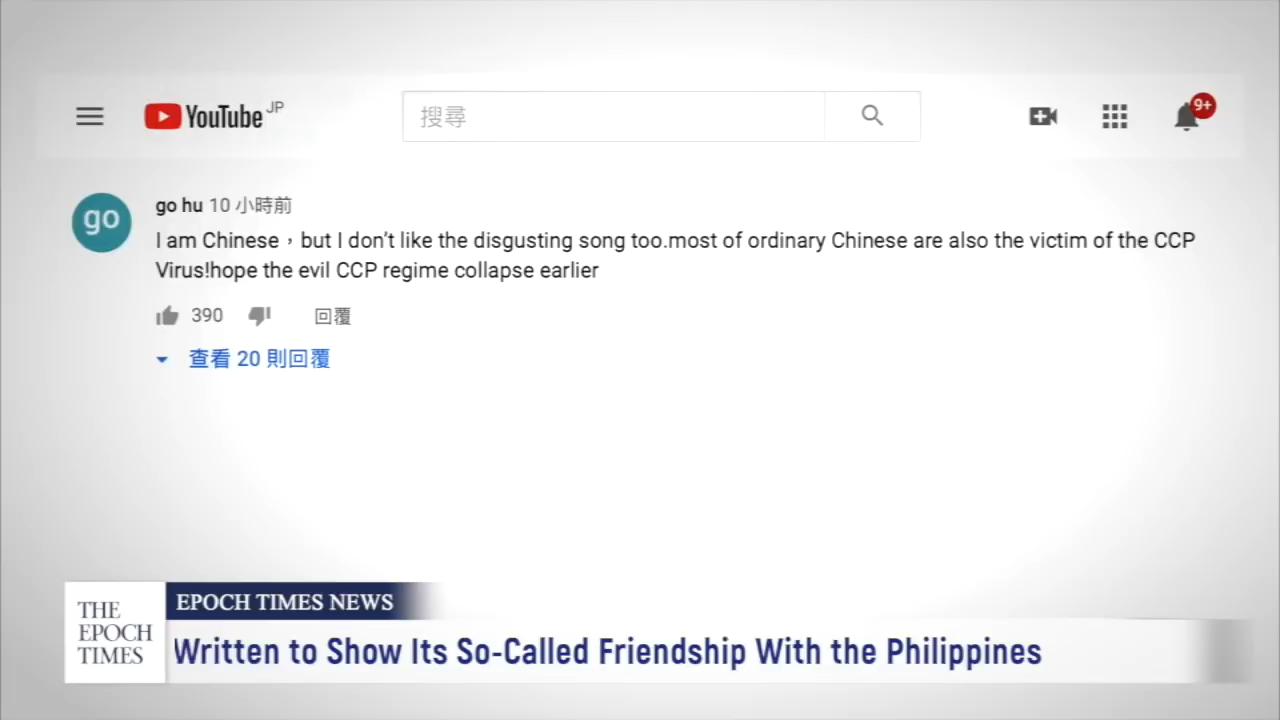 YouTube JP
搜尋
9+
go
go hu 10 小時前
I am Chinese，but I don't like the disgusting song too.most of ordinary Chinese are also the victim of the CCP
Virus!hope the evil CCP regime collapse earlier
390
回覆
查看 20 則回覆
THE
EPOCH
TIMES
EPOCH TIMES NEWS
Written to Show Its So-Called Friendship With the Philippines